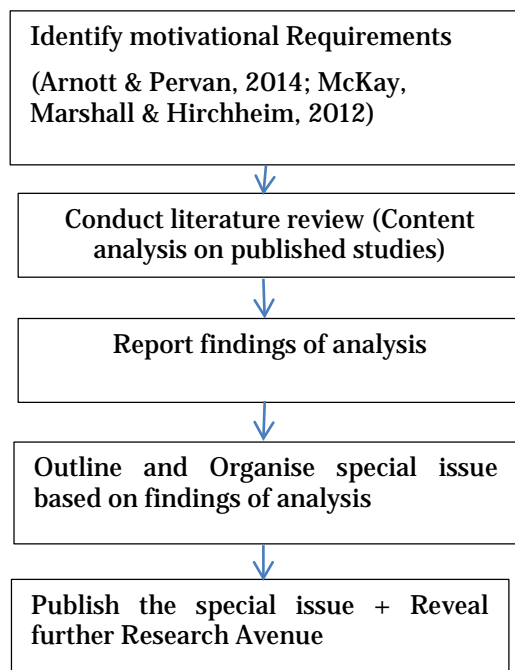 Identify motivational Requirements
(Arnott & Pervan, 2014; McKay,
Marshall & Hirchheim, 2012)
Conduct literature review (Content
analysis on published studies)
Report findings of analysis
Outline and Organise special issue
based on findings of analysis
Publish the special issue + Reveal
further Research Avenue